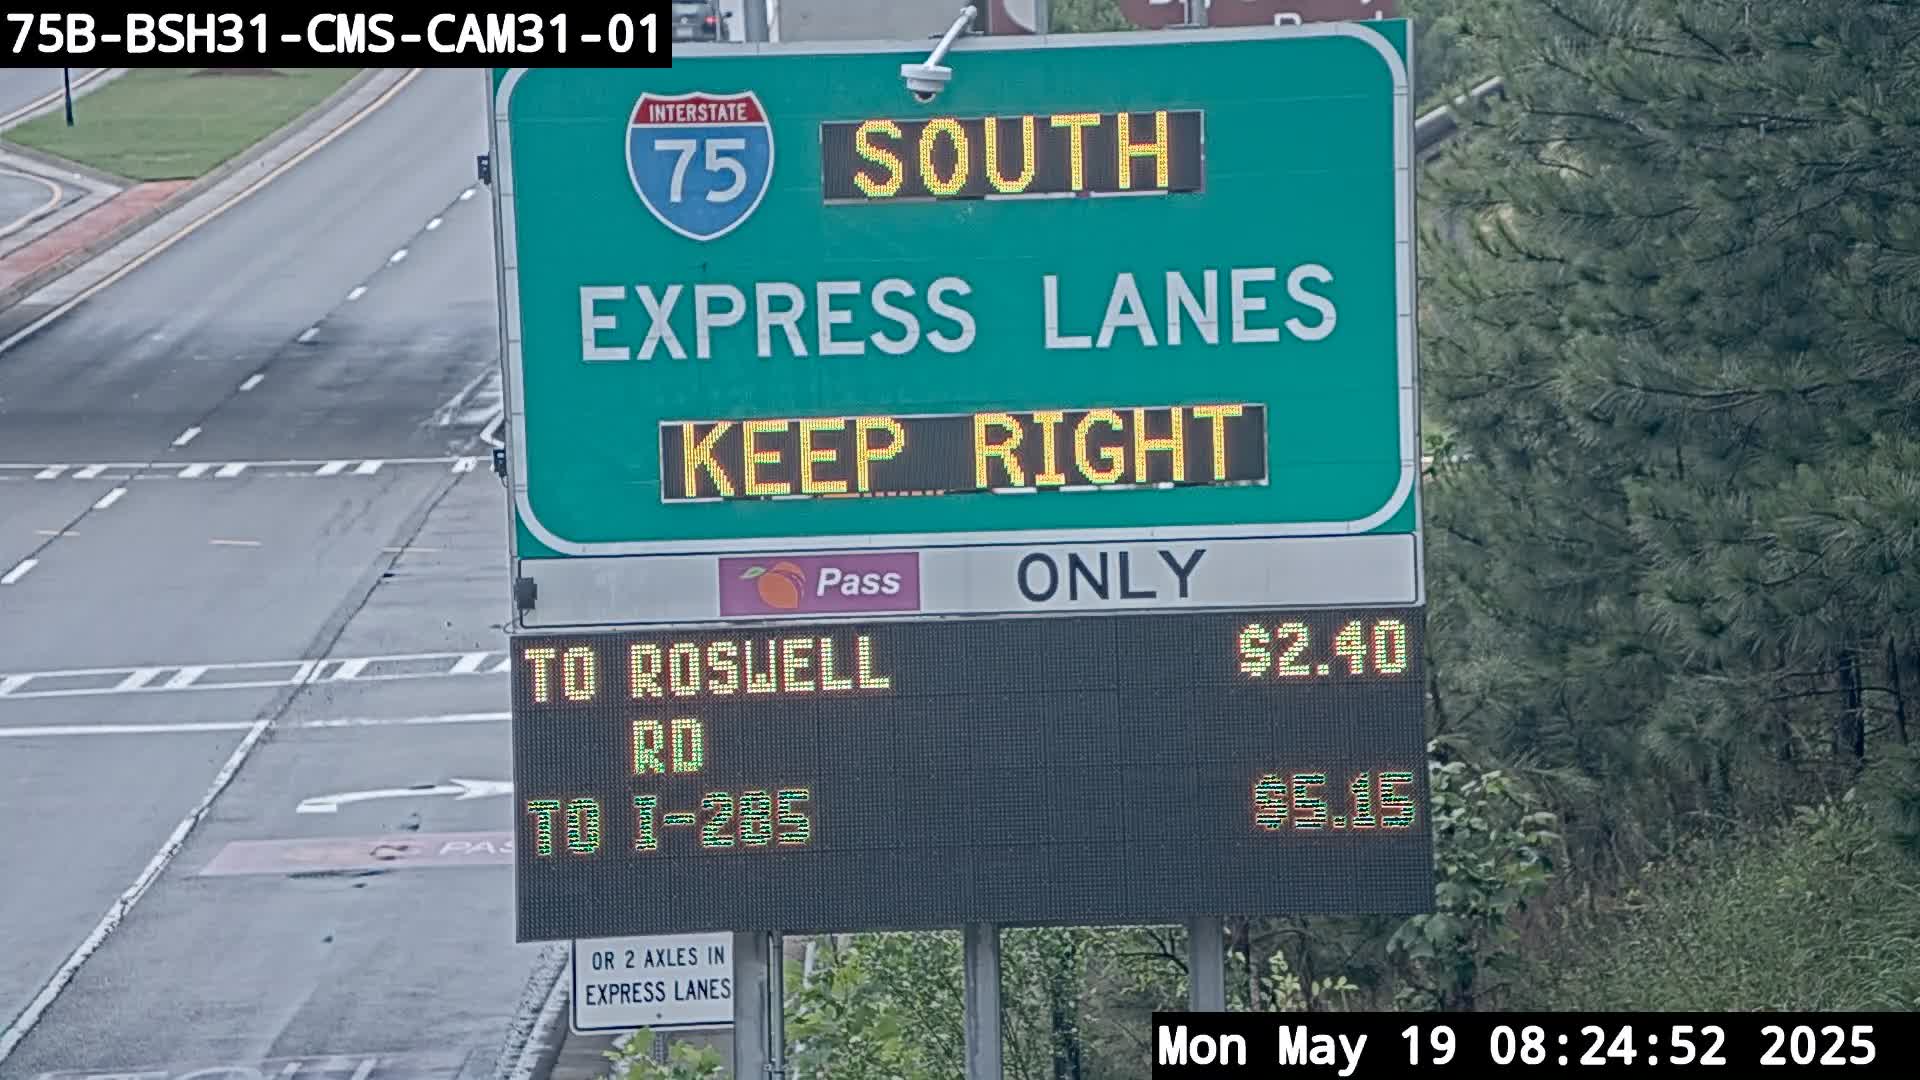 75B-BSH31-CMS-CAM31-01
INTERSTATE
75
SOUTH
EXPRESS LANES
KEEP RIGHT
Pass ONLY
TO ROSWELL $2.40
RD
TO I-285 $5.15
PAS
OR 2 AXLES IN
EXPRESS LANES
Mon May 19 08:24:52 2025